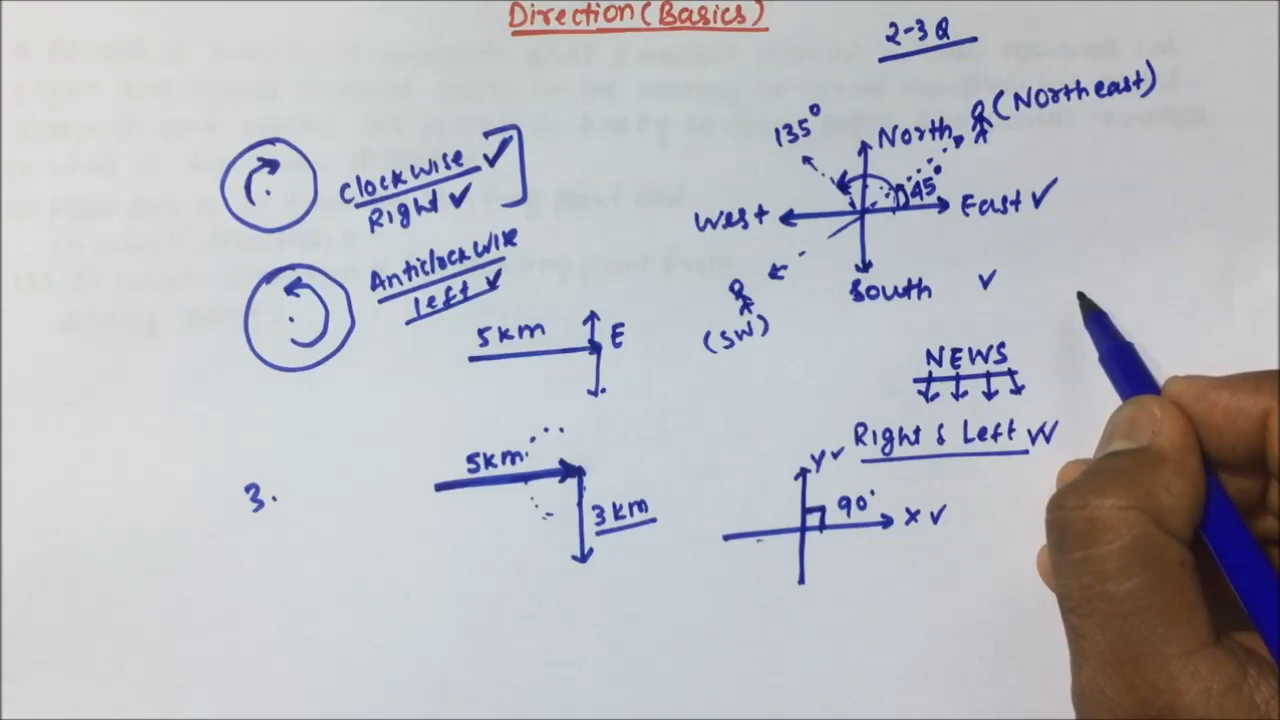 Direction (Basics)
2-3Q
Clockwise
Right
Anticlockwise
left
135°
North
(Northeast)
45°
West
East
South
(SW)
5km
E
NEWS
Right & Left
5km
3km
3.
Y
90°
X